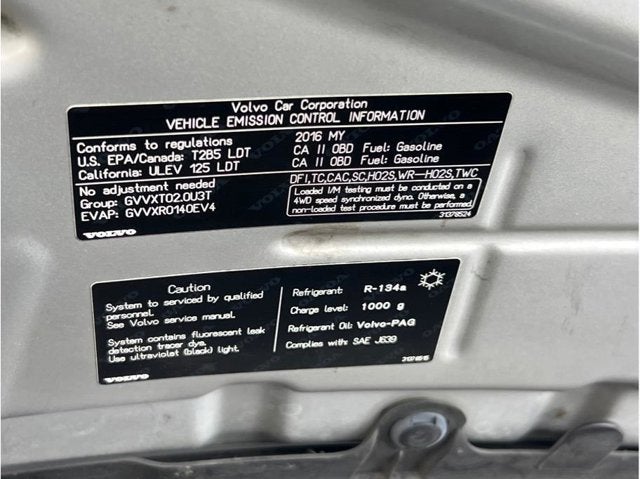 Volvo Car Corporation
VEHICLE EMISSION CONTROL INFORMATION
Conforms to regulations 2016 MY
U.S. EPA/Canada: T2B5 LDT CA II OBD Fuel: Gasoline
California: ULEV 125 LDT CA II OBD Fuel: Gasoline
No adjustment needed DFI,TC,CAC,SC,HO2S,WR-HO2S,TWC
Group: GVVXT02.0U3T
EVAP: GVVXR0140EV4
Loaded I/M testing must be conducted on a
4WD speed synchronized dyno. Alternatively, a
non-loaded test procedure must be performed.
31378524
VOLVO
Caution
System to serviced by qualified
personnel.
See Volvo service manual.
System contains fluorescent leak
detection tracer dye.
Use ultraviolet (black) light.
VOLVO
Refrigerant: R-134a
Charge level: 1000 g
Refrigerant Oil: Volvo-PAG
Complies with: SAE J639